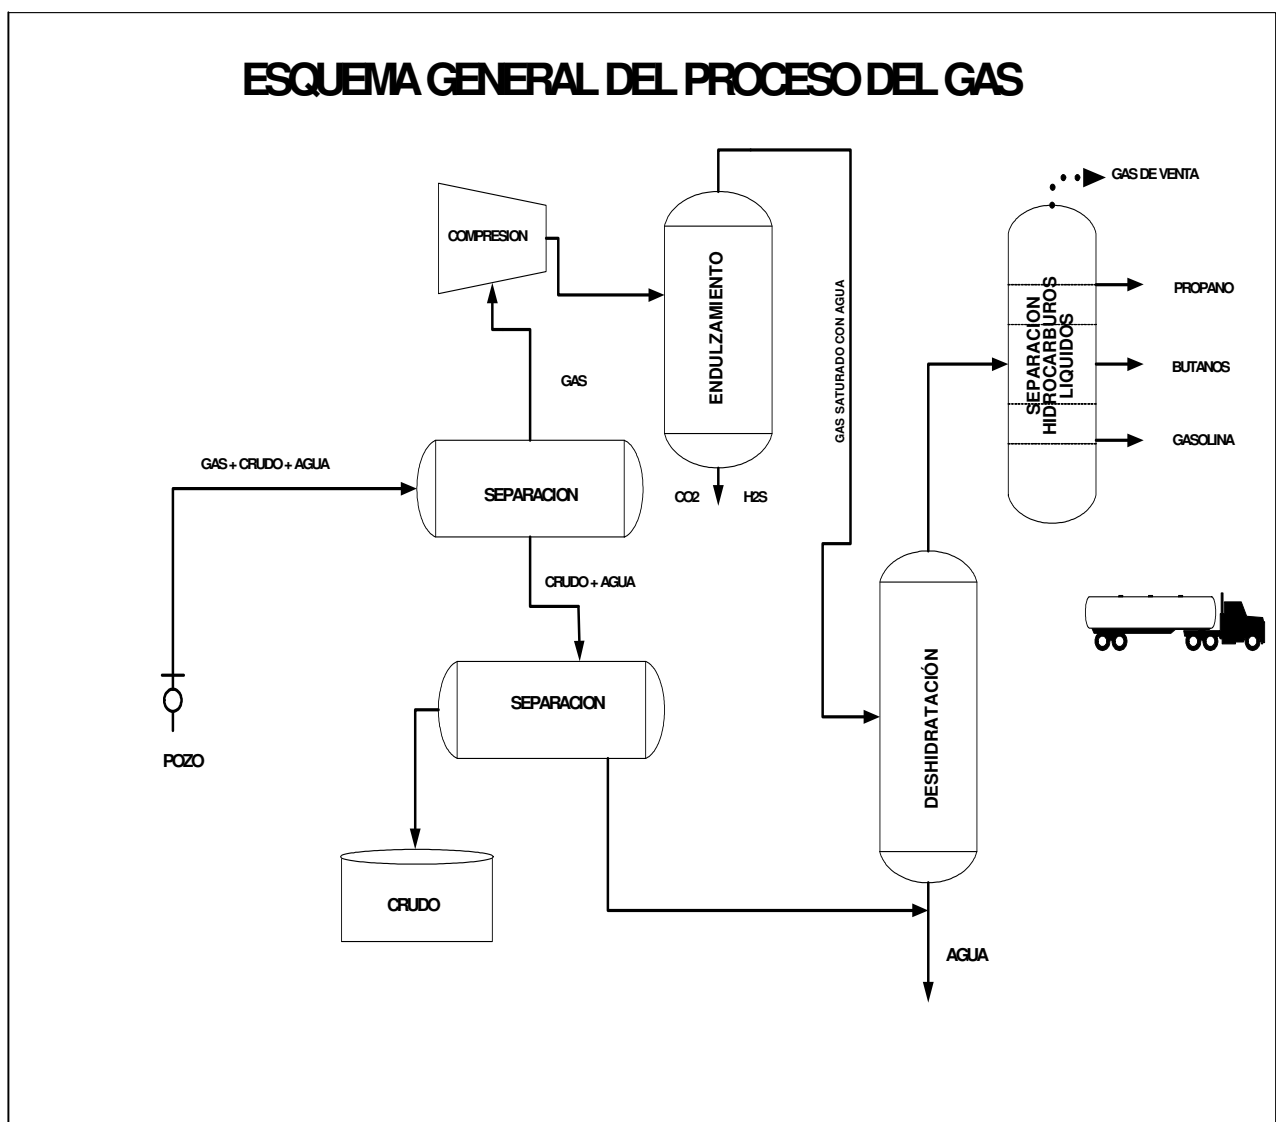 ESQUEMA GENERAL DEL PROCESO DEL GAS
GAS DE VENTA
COMPRESION
ENDULZAMIENTO
GAS SATURADO CON AGUA
SEPARACION
HIDROCARBUROS
LIQUIDOS
PROPANO
BUTANOS
GASOLINA
GAS
GAS + CRUDO + AGUA
SEPARACION
CO2
H2S
CRUDO + AGUA
SEPARACION
DESHIDRATACIÓN
POZO
CRUDO
AGUA